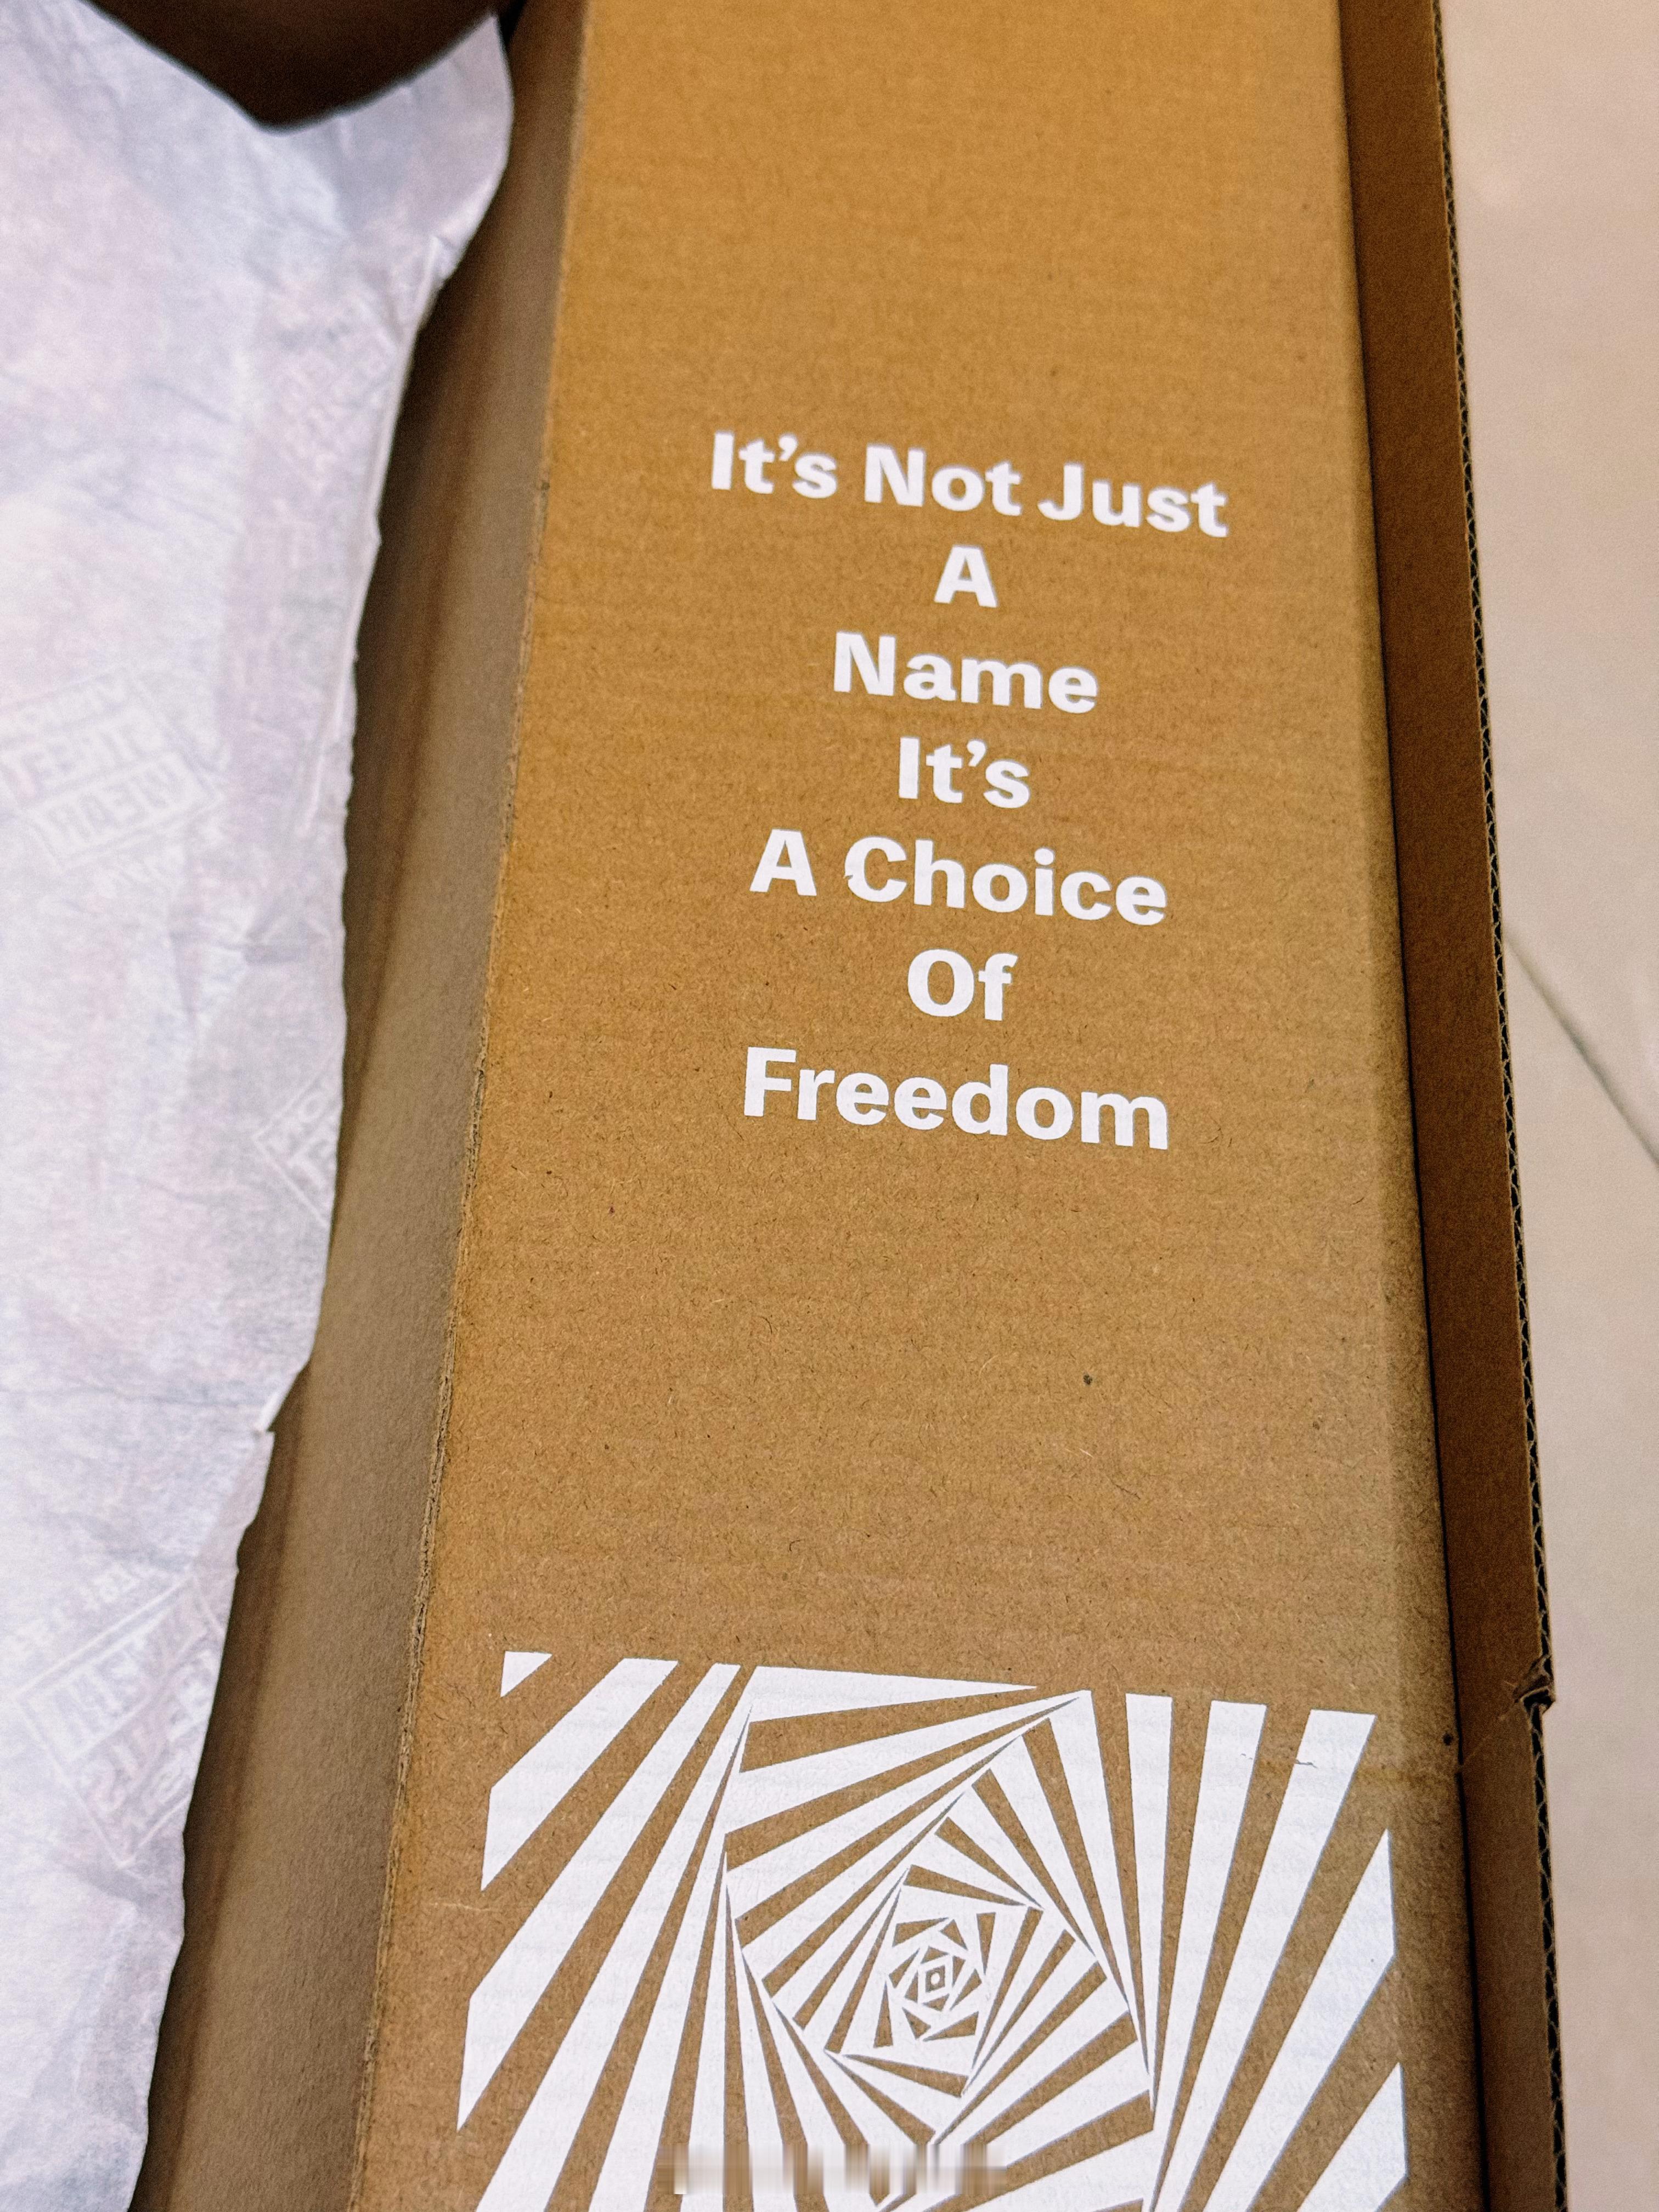 It’s Not Just
A
Name
It’s
A Choice
Of
Freedom